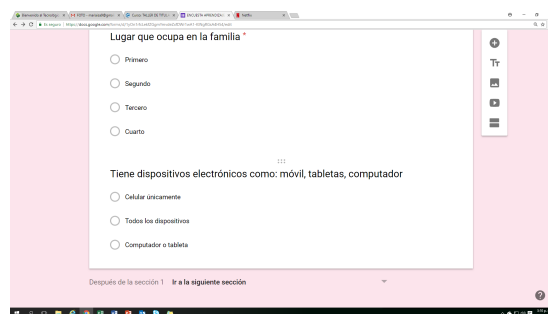 Lugar que ocupa en la familia *
Primero
Segundo
Tercero
Cuarto
Tiene dispositivos electrónicos como: móvil, tabletas, computador
Celular únicamente
Todos los dispositivos
Computador o tableta
Después de la sección 1 Ir a la siguiente sección